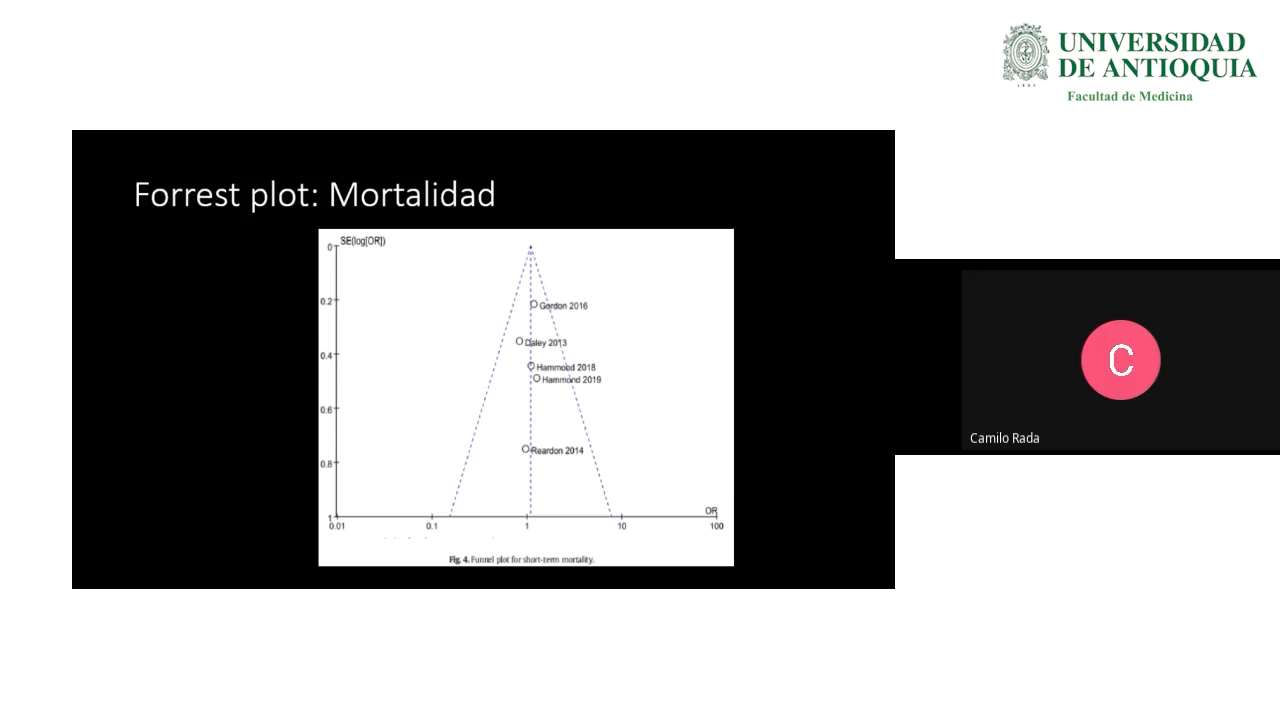 UNIVERSIDAD
DE ANTIOQUIA
1803
Facultad de Medicina
Forrest plot: Mortalidad
SE(log[OR])
0
0.2
0.4
0.6
0.8
1
Gordon 2016
Daley 2013
Hammond 2018
Hammond 2019
Reardon 2014
OR
0.01 0.1 1 10 100
Fig. 4. Funnel plot for short-term mortality.
C
Camilo Rada